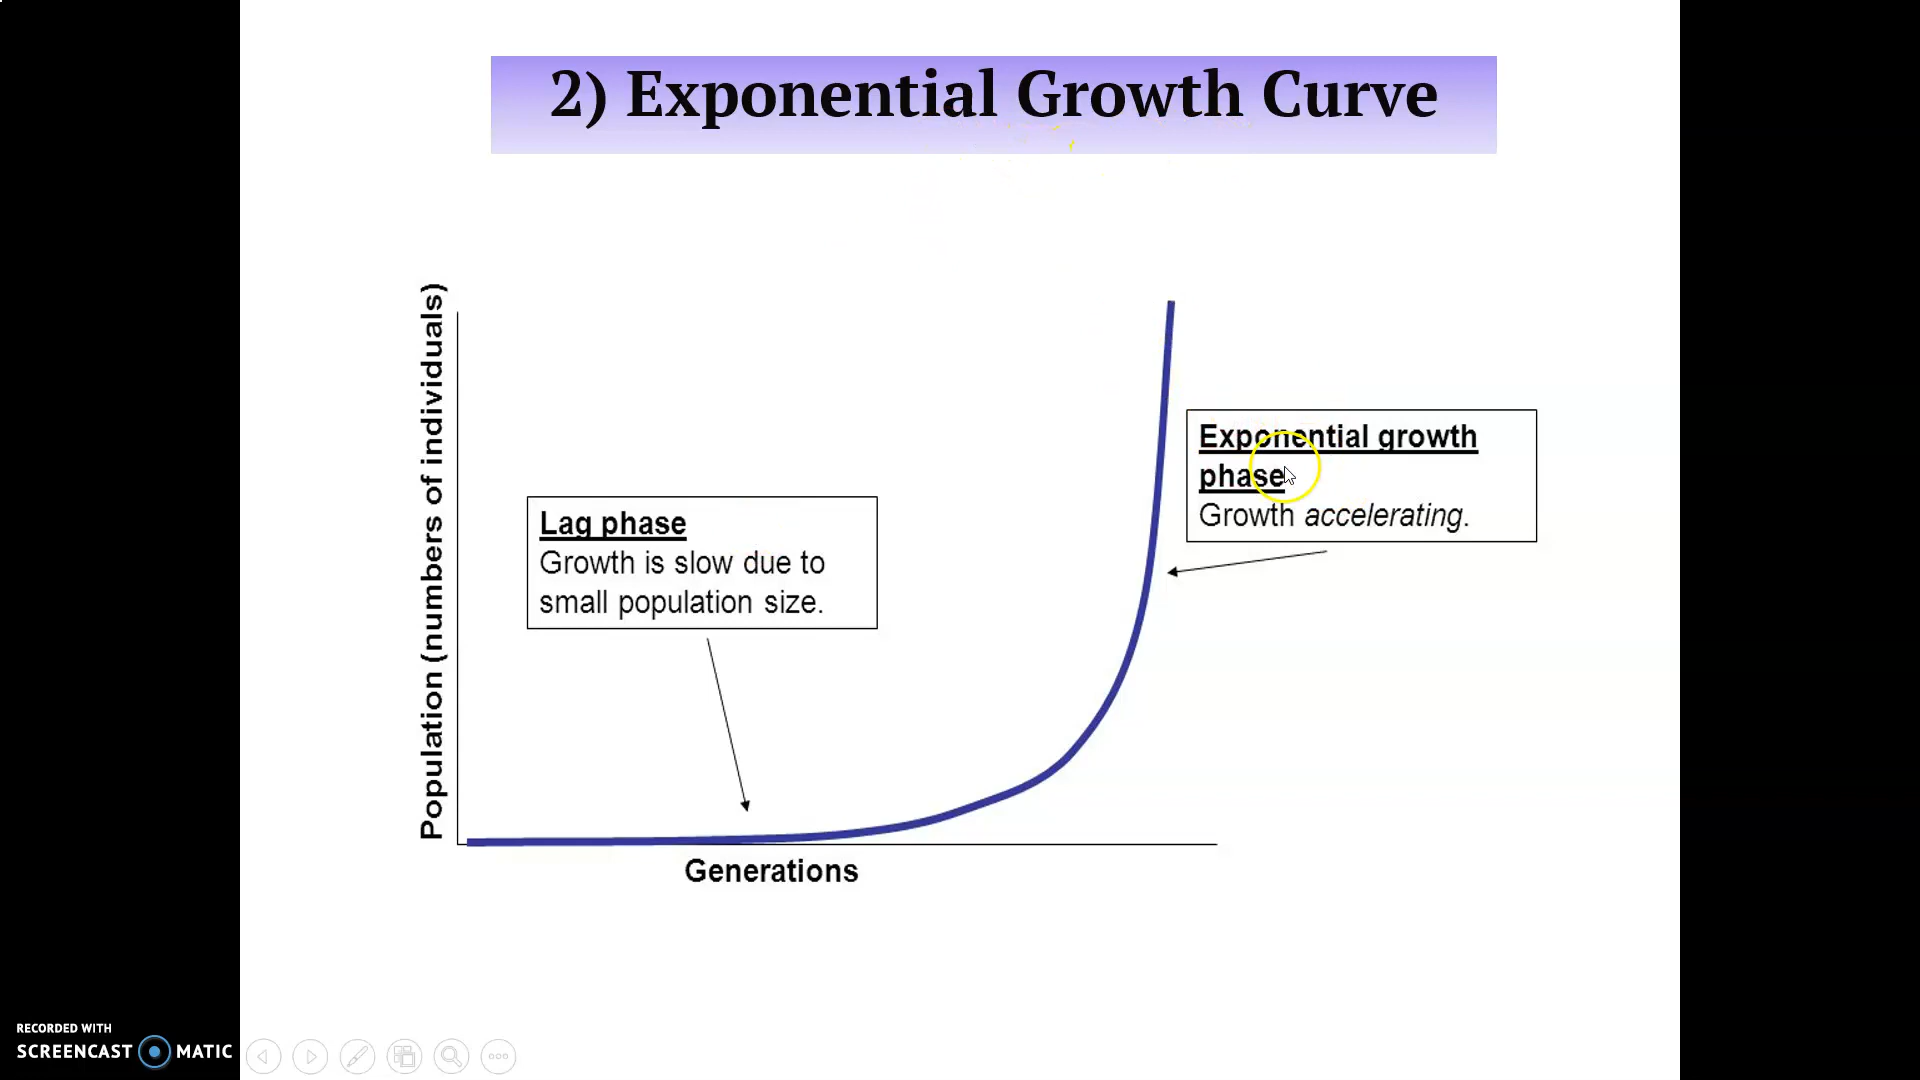 2) Exponential Growth Curve
Population (numbers of individuals)
Exponential growth
phase
Growth accelerating.
Lag phase
Growth is slow due to
small population size.
Generations
RECORDED WITH
SCREENCAST MATIC